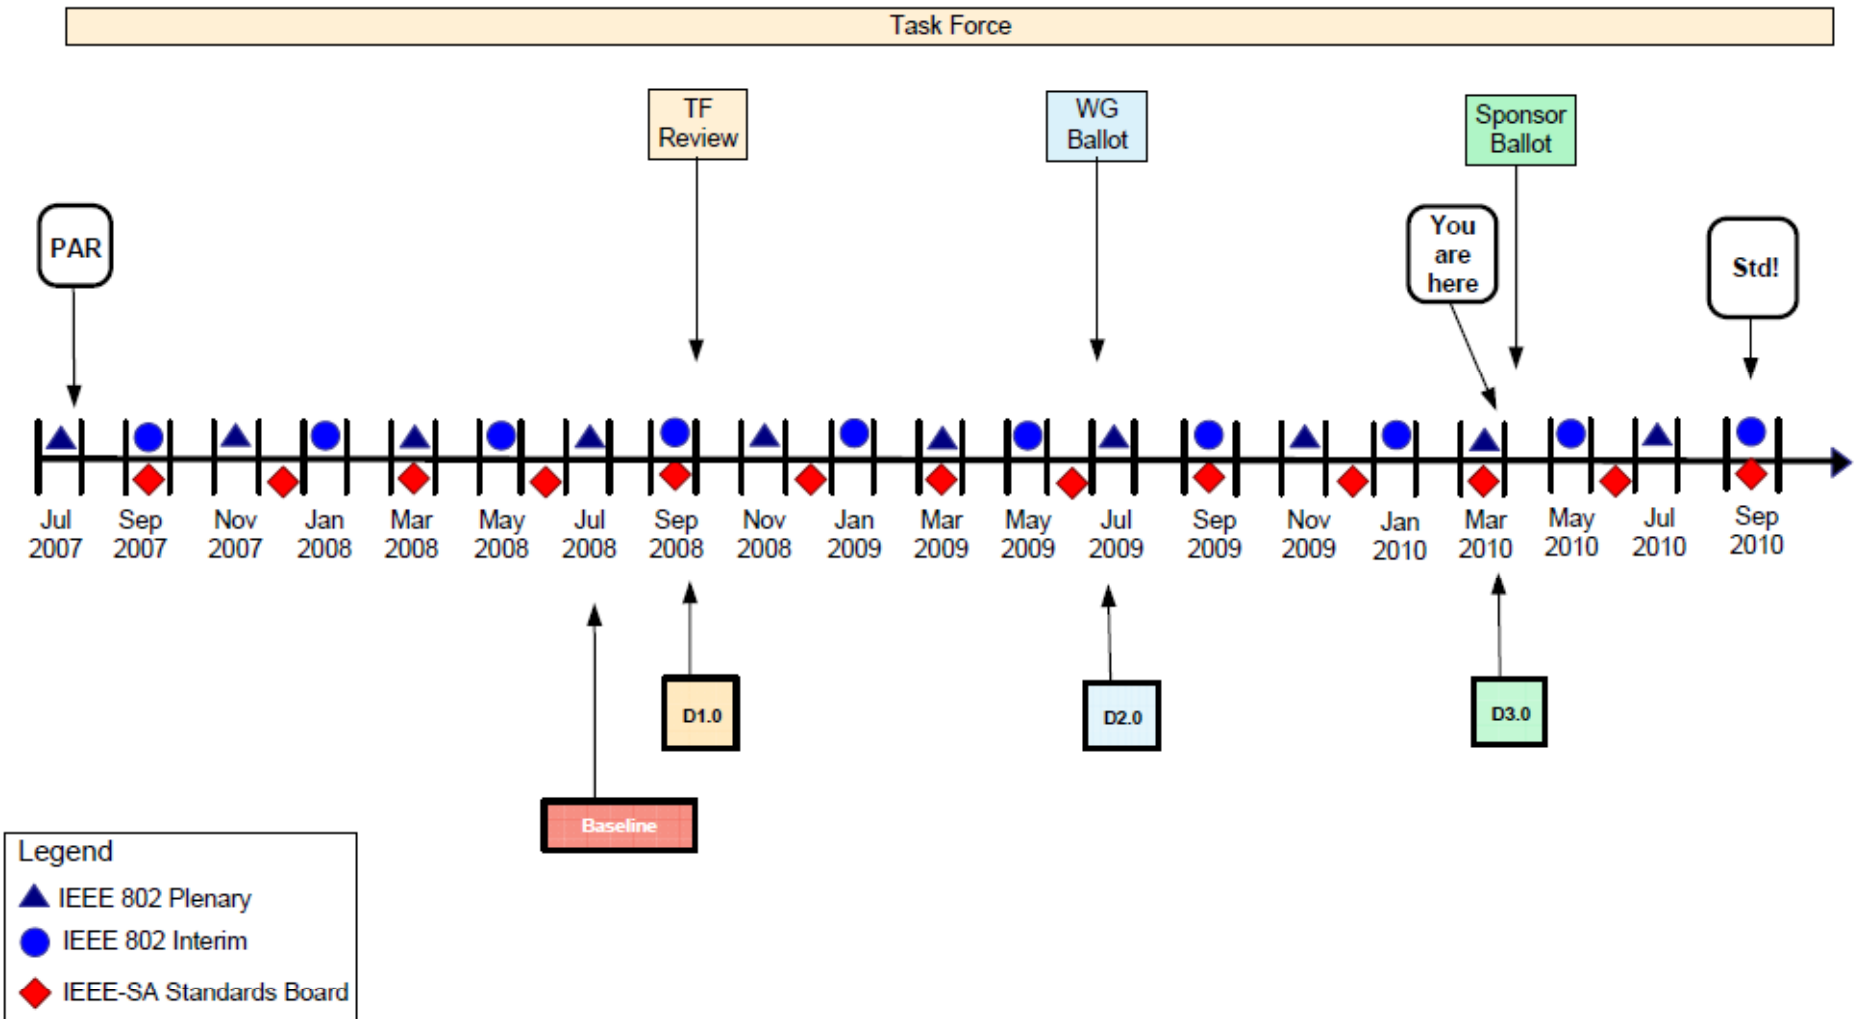 Task Force
TF
Review
WG
Ballot
Sponsor
Ballot
PAR
You
are
here
Std!
Jul
2007
Sep
2007
Nov
2007
Jan
2008
Mar
2008
May
2008
Jul
2008
Sep
2008
Nov
2008
Jan
2009
Mar
2009
May
2009
Jul
2009
Sep
2009
Nov
2009
Jan
2010
Mar
2010
May
2010
Jul
2010
Sep
2010
D1.0
D2.0
D3.0
Baseline
Legend
IEEE 802 Plenary
IEEE 802 Interim
IEEE-SA Standards Board